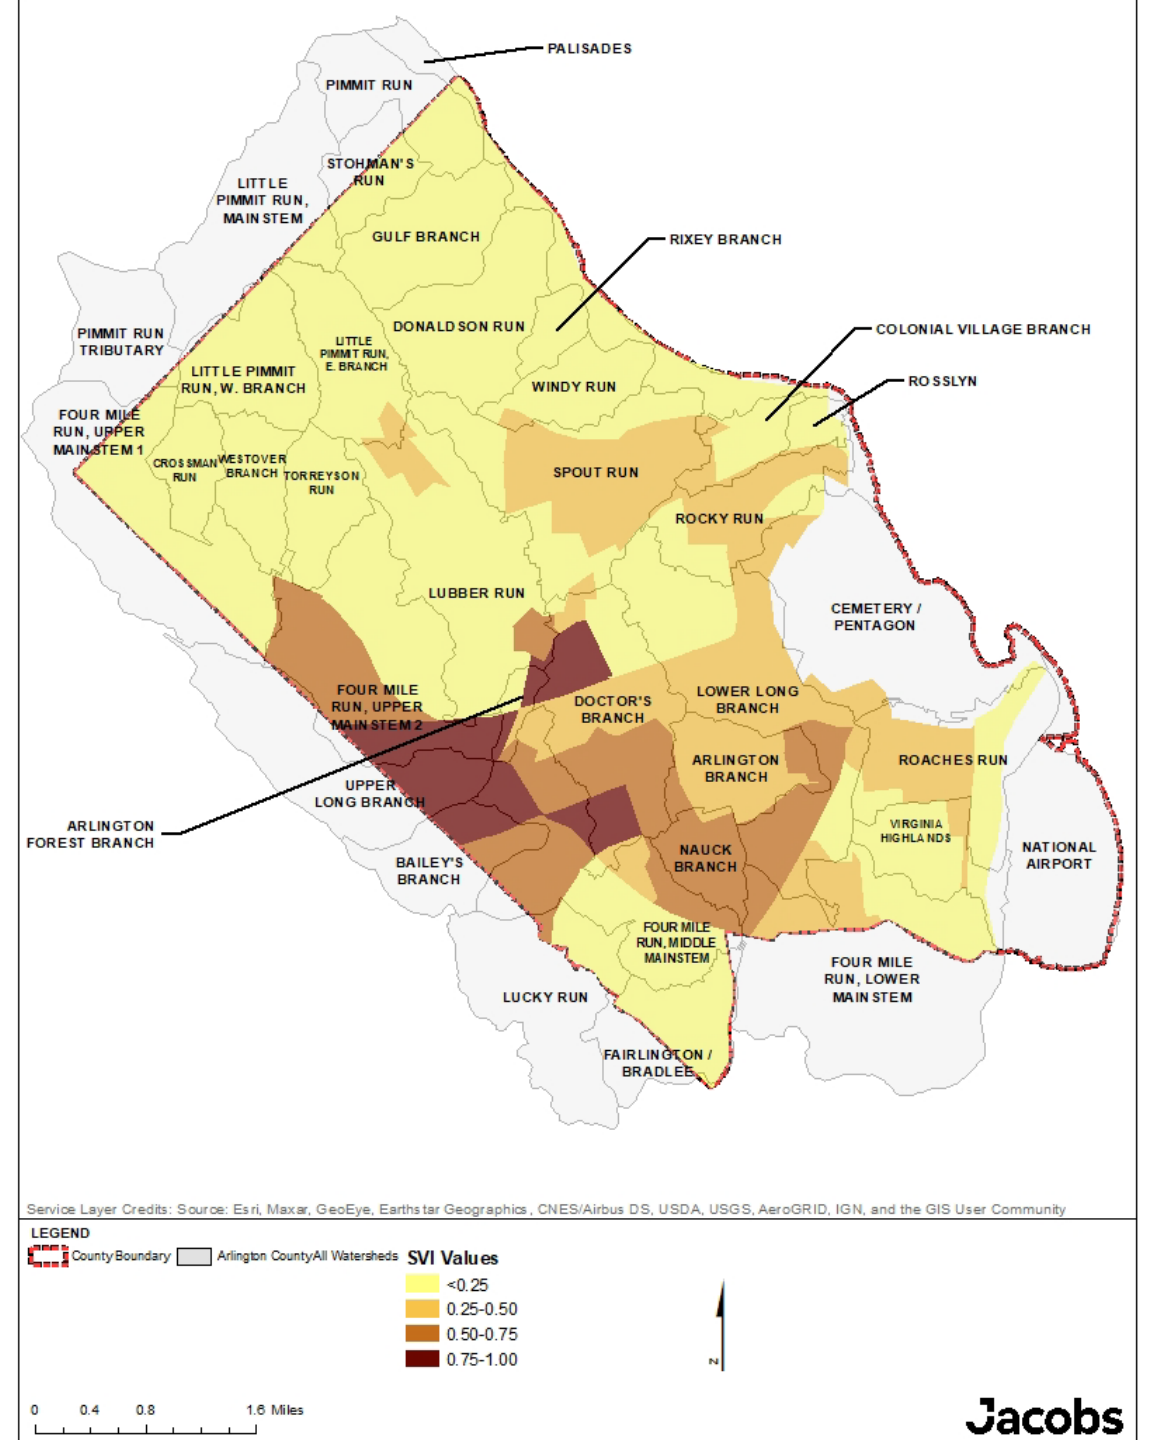 PALISADES
PIMMIT RUN
STOHMAN'S
RUN
LITTLE
PIMMIT RUN,
MAINSTEM
GULF BRANCH
RIXEY BRANCH
PIMMIT RUN
TRIBUTARY
DONALDSON RUN
COLONIAL VILLAGE BRANCH
LITTLE
PIMMIT RUN,
E. BRANCH
LITTLE PIMMIT
RUN, W. BRANCH
WINDY RUN
ROSSLYN
FOUR MILE
RUN, UPPER
MAINSTEM 1
CROSSMAN
RUN
WESTOVER
BRANCH
TORREYSON
RUN
SPOUT RUN
ROCKY RUN
LUBBER RUN
CEMETERY /
PENTAGON
FOUR MILE
RUN, UPPER
MAINSTEM 2
DOCTOR'S
BRANCH
LOWER LONG
BRANCH
ARLINGTON
BRANCH
ROACHES RUN
UPPER
LONG BRANCH
ARLINGTON
FOREST BRANCH
VIRGINIA
HIGHLANDS
NAUCK
BRANCH
NATIONAL
AIRPORT
BAILEY'S
BRANCH
FOUR MILE
RUN, MIDDLE
MAINSTEM
FOUR MILE
RUN, LOWER
MAINSTEM
LUCKY RUN
FAIRLINGTON /
BRADLEE
Service Layer Credits: Source: Esri, Maxar, GeoEye, Earthstar Geographics, CNES/Airbus DS, USDA, USGS, AeroGRID, IGN, and the GIS User Community
LEGEND
County Boundary
Arlington CountyAll Watersheds
SVI Values
<0.25
0.25-0.50
0.50-0.75
0.75-1.00
N
0 0.4 0.8 1.6 Miles
Jacobs